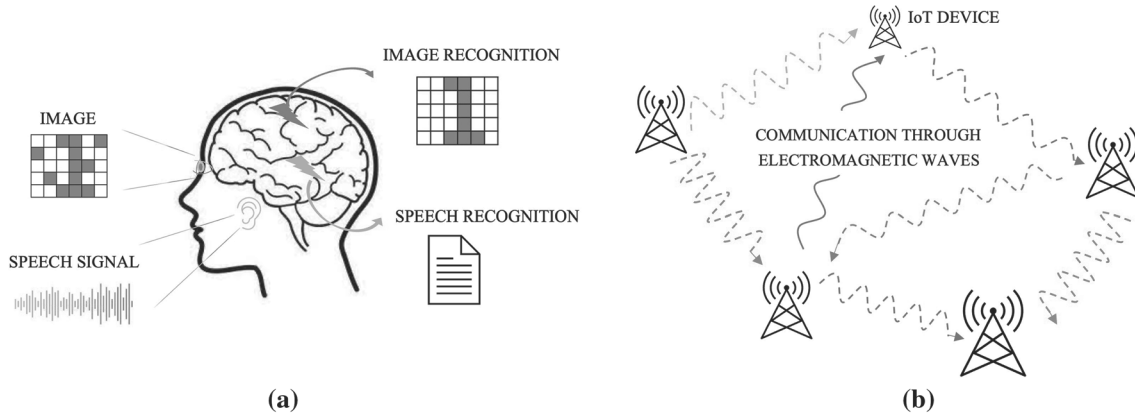 IMAGE
SPEECH SIGNAL
IMAGE RECOGNITION
SPEECH RECOGNITION
(a)
IoT DEVICE
COMMUNICATION THROUGH
ELECTROMAGNETIC WAVES
(b)